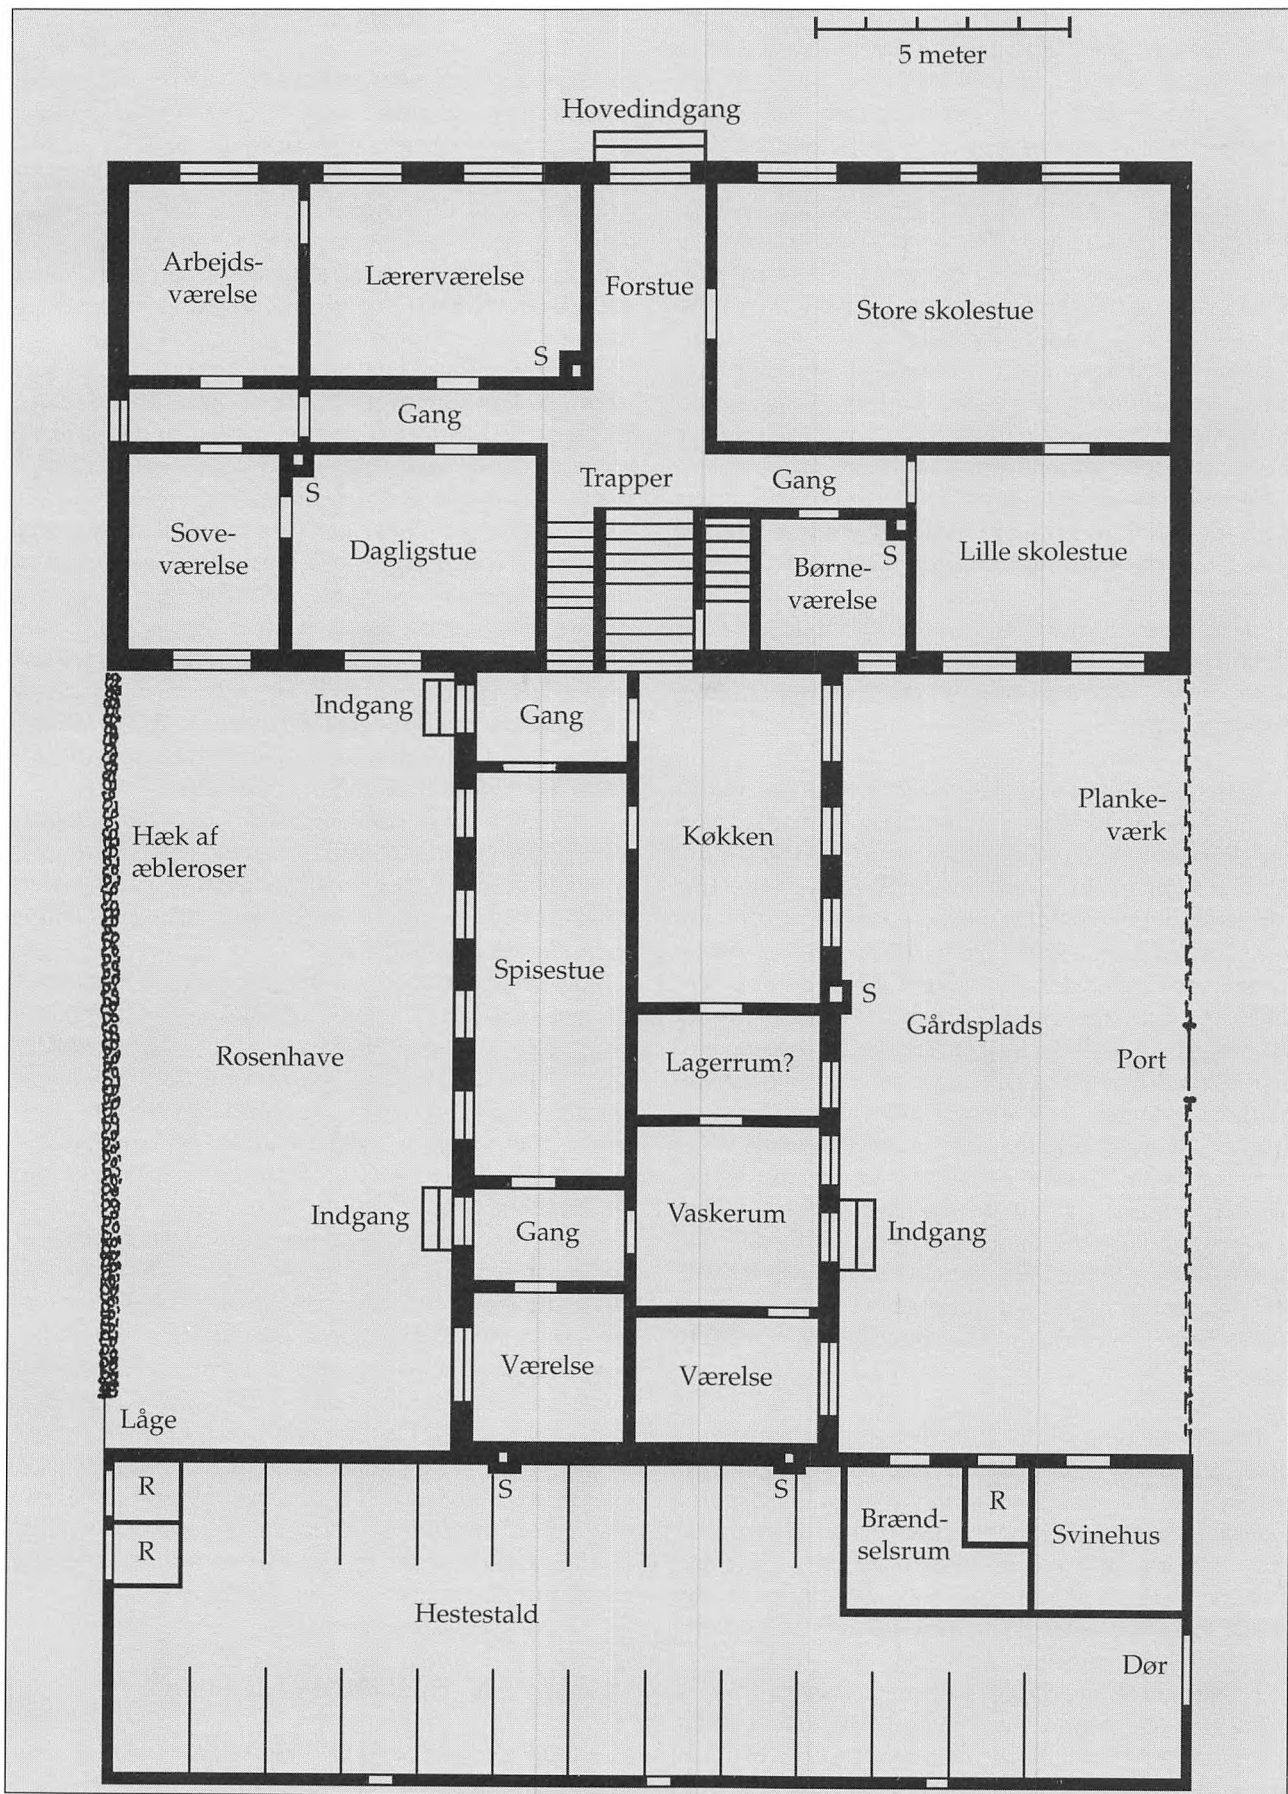 5 meter
Hovedindgang
Arbejds-
værelse
Lærerværelse
Forstue
Store skolestue
S
Gang
Trapper
Gang
S
Sove-
værelse
Dagligstue
Børne-
værelse
S
Lille skolestue
Indgang
Gang
Planke-
værk
Hæk af
æbleroser
Køkken
Spisestue
S
Gårdsplads
Rosenhave
Lagerrum?
Port
Indgang
Gang
Vaskerum
Indgang
Værelse
Værelse
Låge
R
S
S
R
R
Brænd-
selsrum
Svinehus
Hestestald
Dør